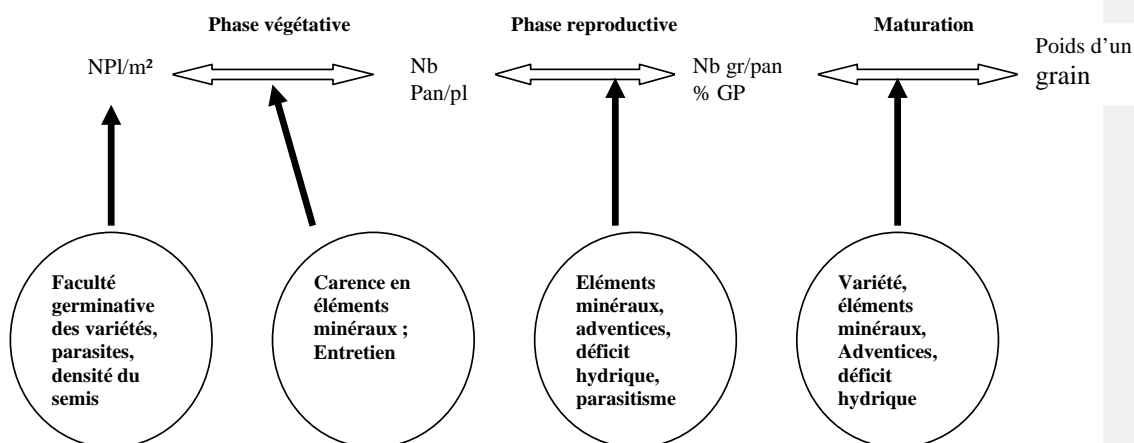 Phase végétative
Phase reproductive
Maturation
NPl/m²
Nb
Pan/pl
Nb gr/pan
% GP
Poids d’un
grain
Faculté
germinative
des variétés,
parasites,
densité du
semis
Carence en
éléments
minéraux ;
Entretien
Eléments
minéraux,
adventices,
déficit
hydrique,
parasitisme
Variété,
éléments
minéraux,
Adventices,
déficit
hydrique